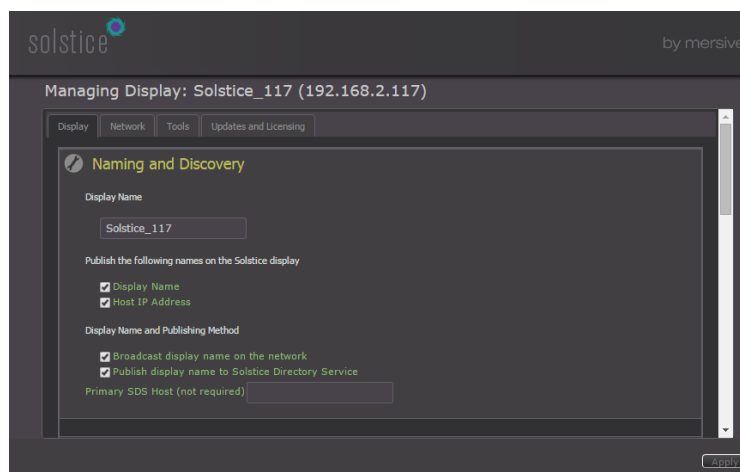 solstice
by mersive
Managing Display: Solstice_117 (192.168.2.117)
Display Network Tools Updates and Licensing
Naming and Discovery
Display Name
Solstice_117
Publish the following names on the Solstice display
Display Name
Host IP Address
Display Name and Publishing Method
Broadcast display name on the network
Publish display name to Solstice Directory Service
Primary SDS Host (not required)
Apply